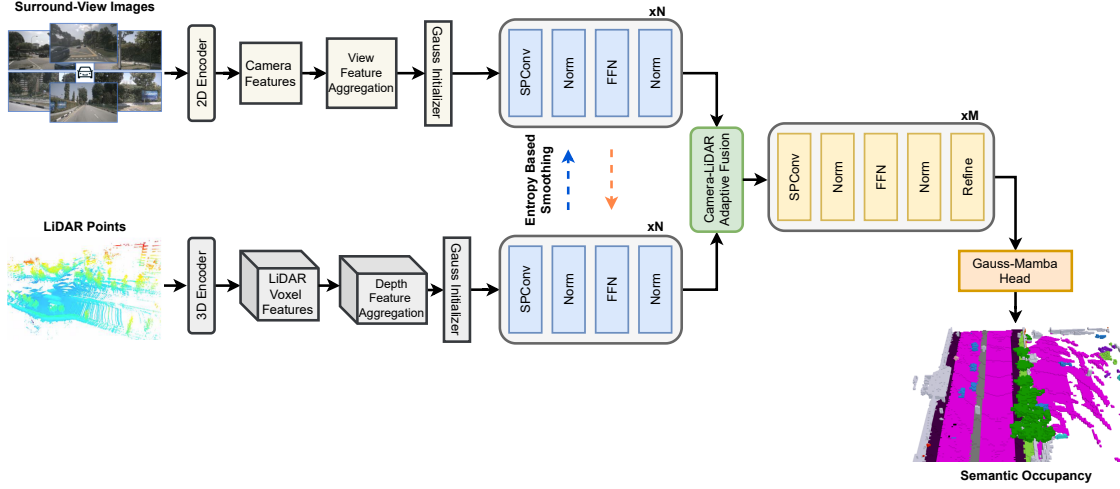 Surround-View Images
2D Encoder
Camera
Features
View
Feature
Aggregation
Gauss Initializer
xN
SPConv
Norm
FFN
Norm
Entropy Based
Smoothing
Camera-LiDAR
Adaptive Fusion
xM
SPConv
Norm
FFN
Norm
Refine
Gauss-Mamba
Head
LiDAR Points
3D Encoder
LiDAR
Voxel
Features
Depth
Feature
Aggregation
Gauss Initializer
xN
SPConv
Norm
FFN
Norm
Semantic Occupancy